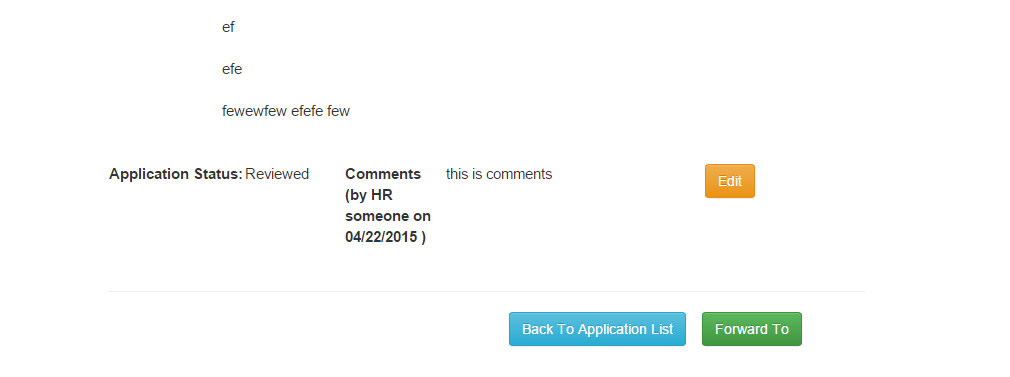 ef
efe
fewewfew efefe few
Application Status: Reviewed
Comments
(by HR
someone on
04/22/2015 )
this is comments
Edit
Back To Application List
Forward To